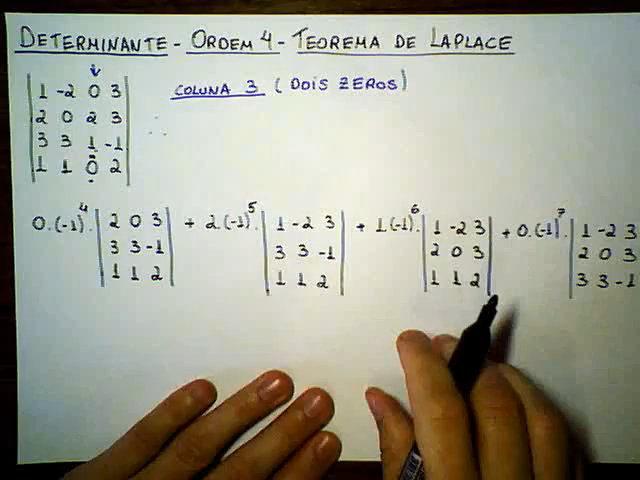 DETERMINANTE - ORDEM 4 - TEOREMA DE LAPLACE
COLUNA 3 (DOIS ZEROS)
1 -2 0 3
2 0 2 3
3 3 1 -1
1 1 0 2
0.(-1)⁴. |2 0 3| + 2.(-1)⁵. |1 -2 3| + 1.(-1)⁶. |1 -2 3| + 0.(-1)⁷. |1 -2 3
|3 3 -1| |3 3 -1| |2 0 3| |2 0 3
|1 1 2| |1 1 2| |1 1 2| |3 3 -1